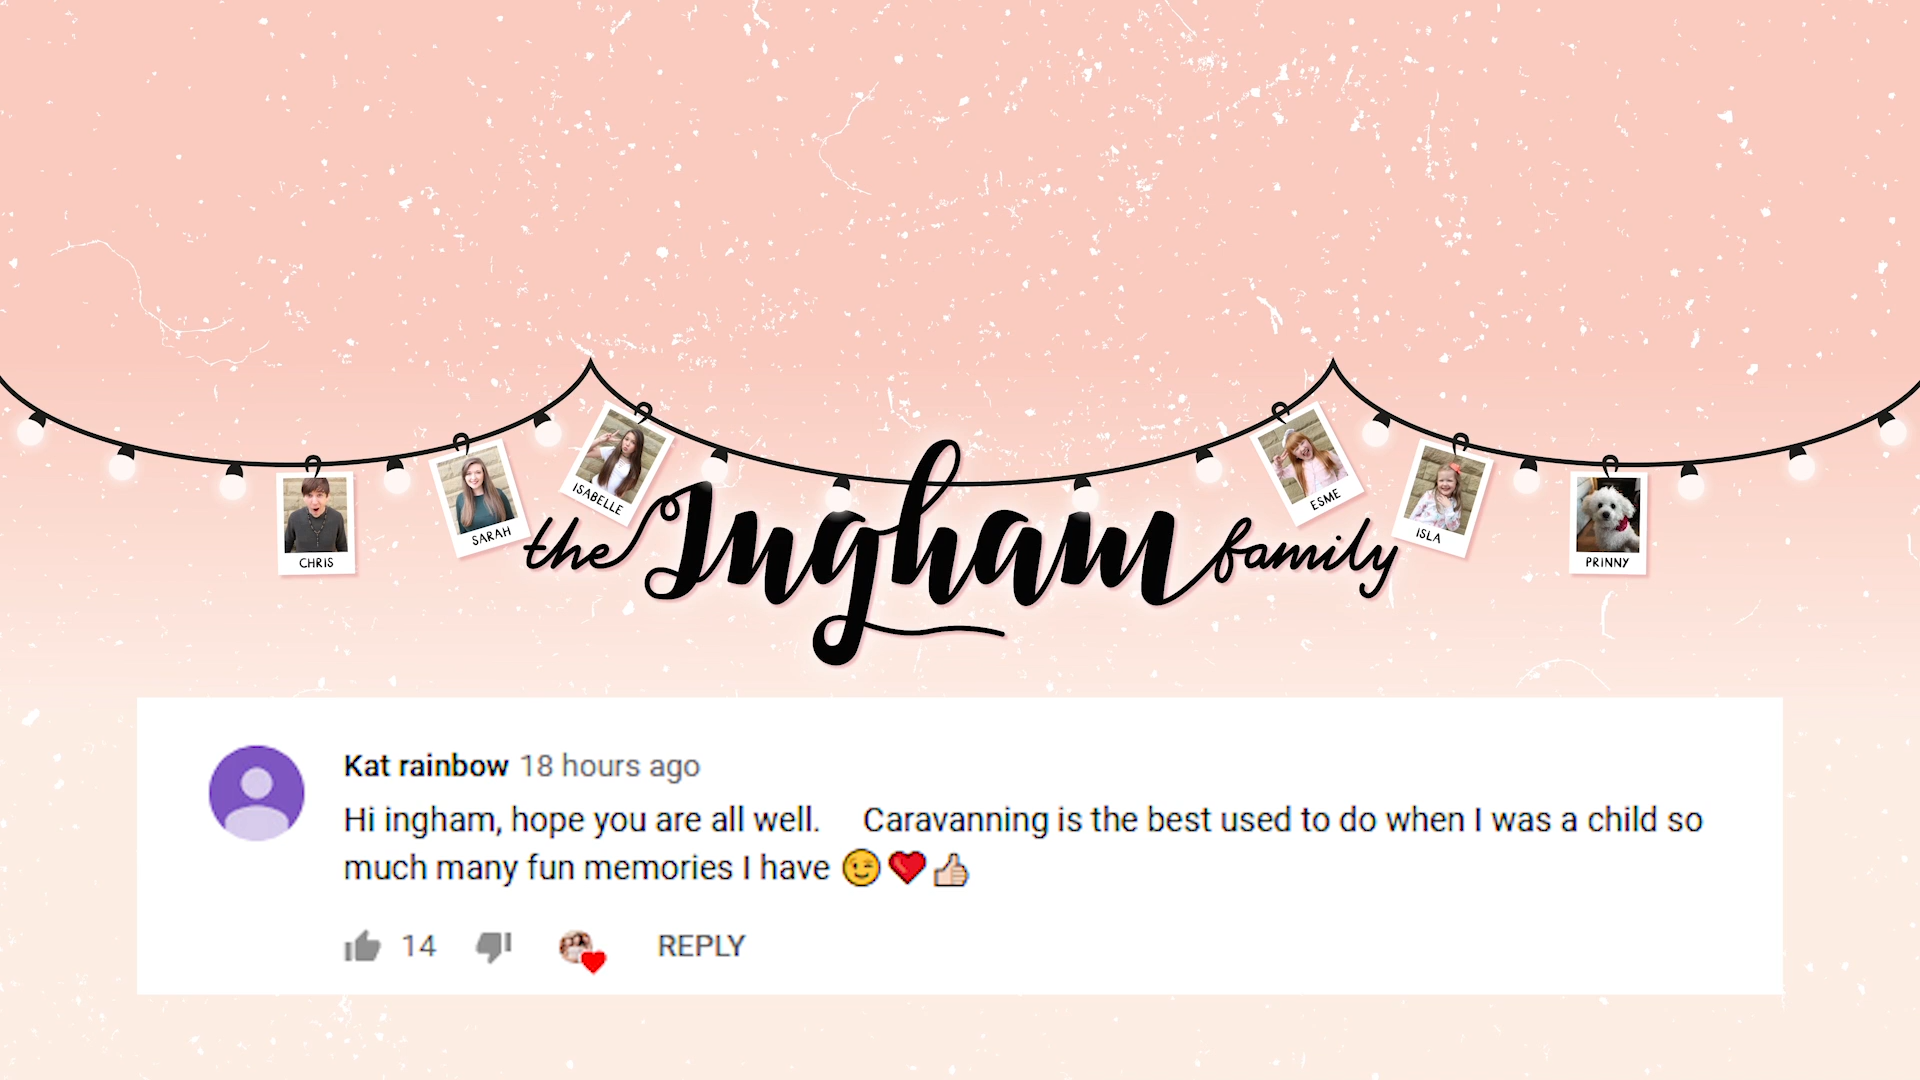 CHRIS
SARAH
ISABELLE
the Ingham family
ESME
ISLA
PRINNY
Kat rainbow 18 hours ago
Hi ingham, hope you are all well.    Caravanning is the best used to do when I was a child so
much many fun memories I have 😉❤️👍🏻
14 REPLY